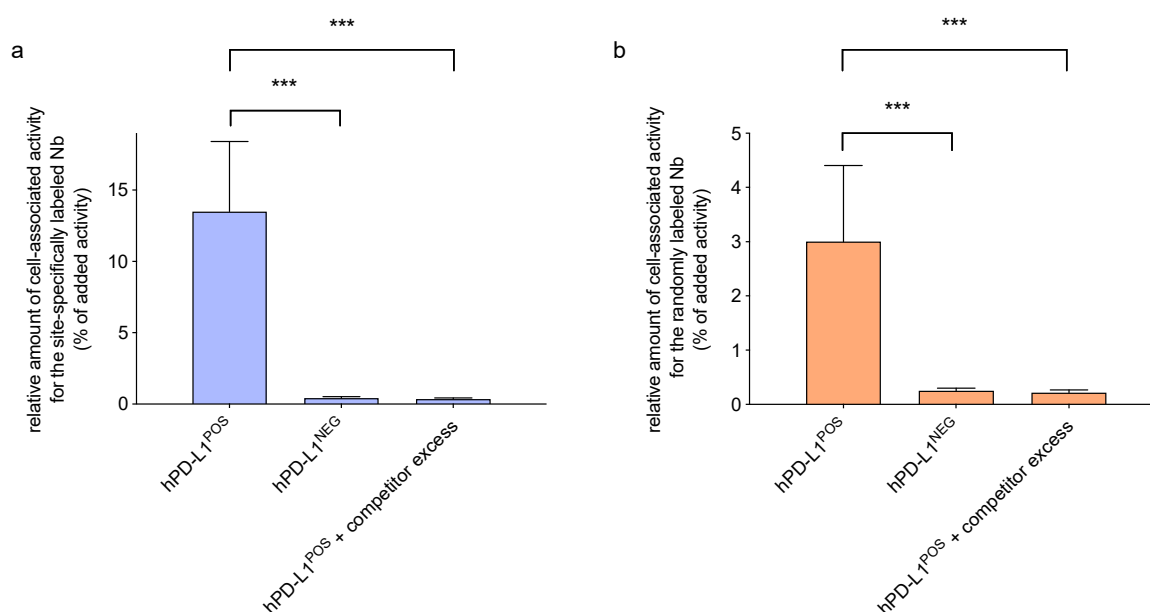 a
***
***
relative amount of cell-associated activity
for the site-specifically labeled Nb
(% of added activity)
15
10
5
0
hPD-L1POS
hPD-L1NEG
hPD-L1POS + competitor excess
b
***
***
relative amount of cell-associated activity
for the randomly labeled Nb
(% of added activity)
5
4
3
2
1
0
hPD-L1POS
hPD-L1NEG
hPD-L1POS + competitor excess